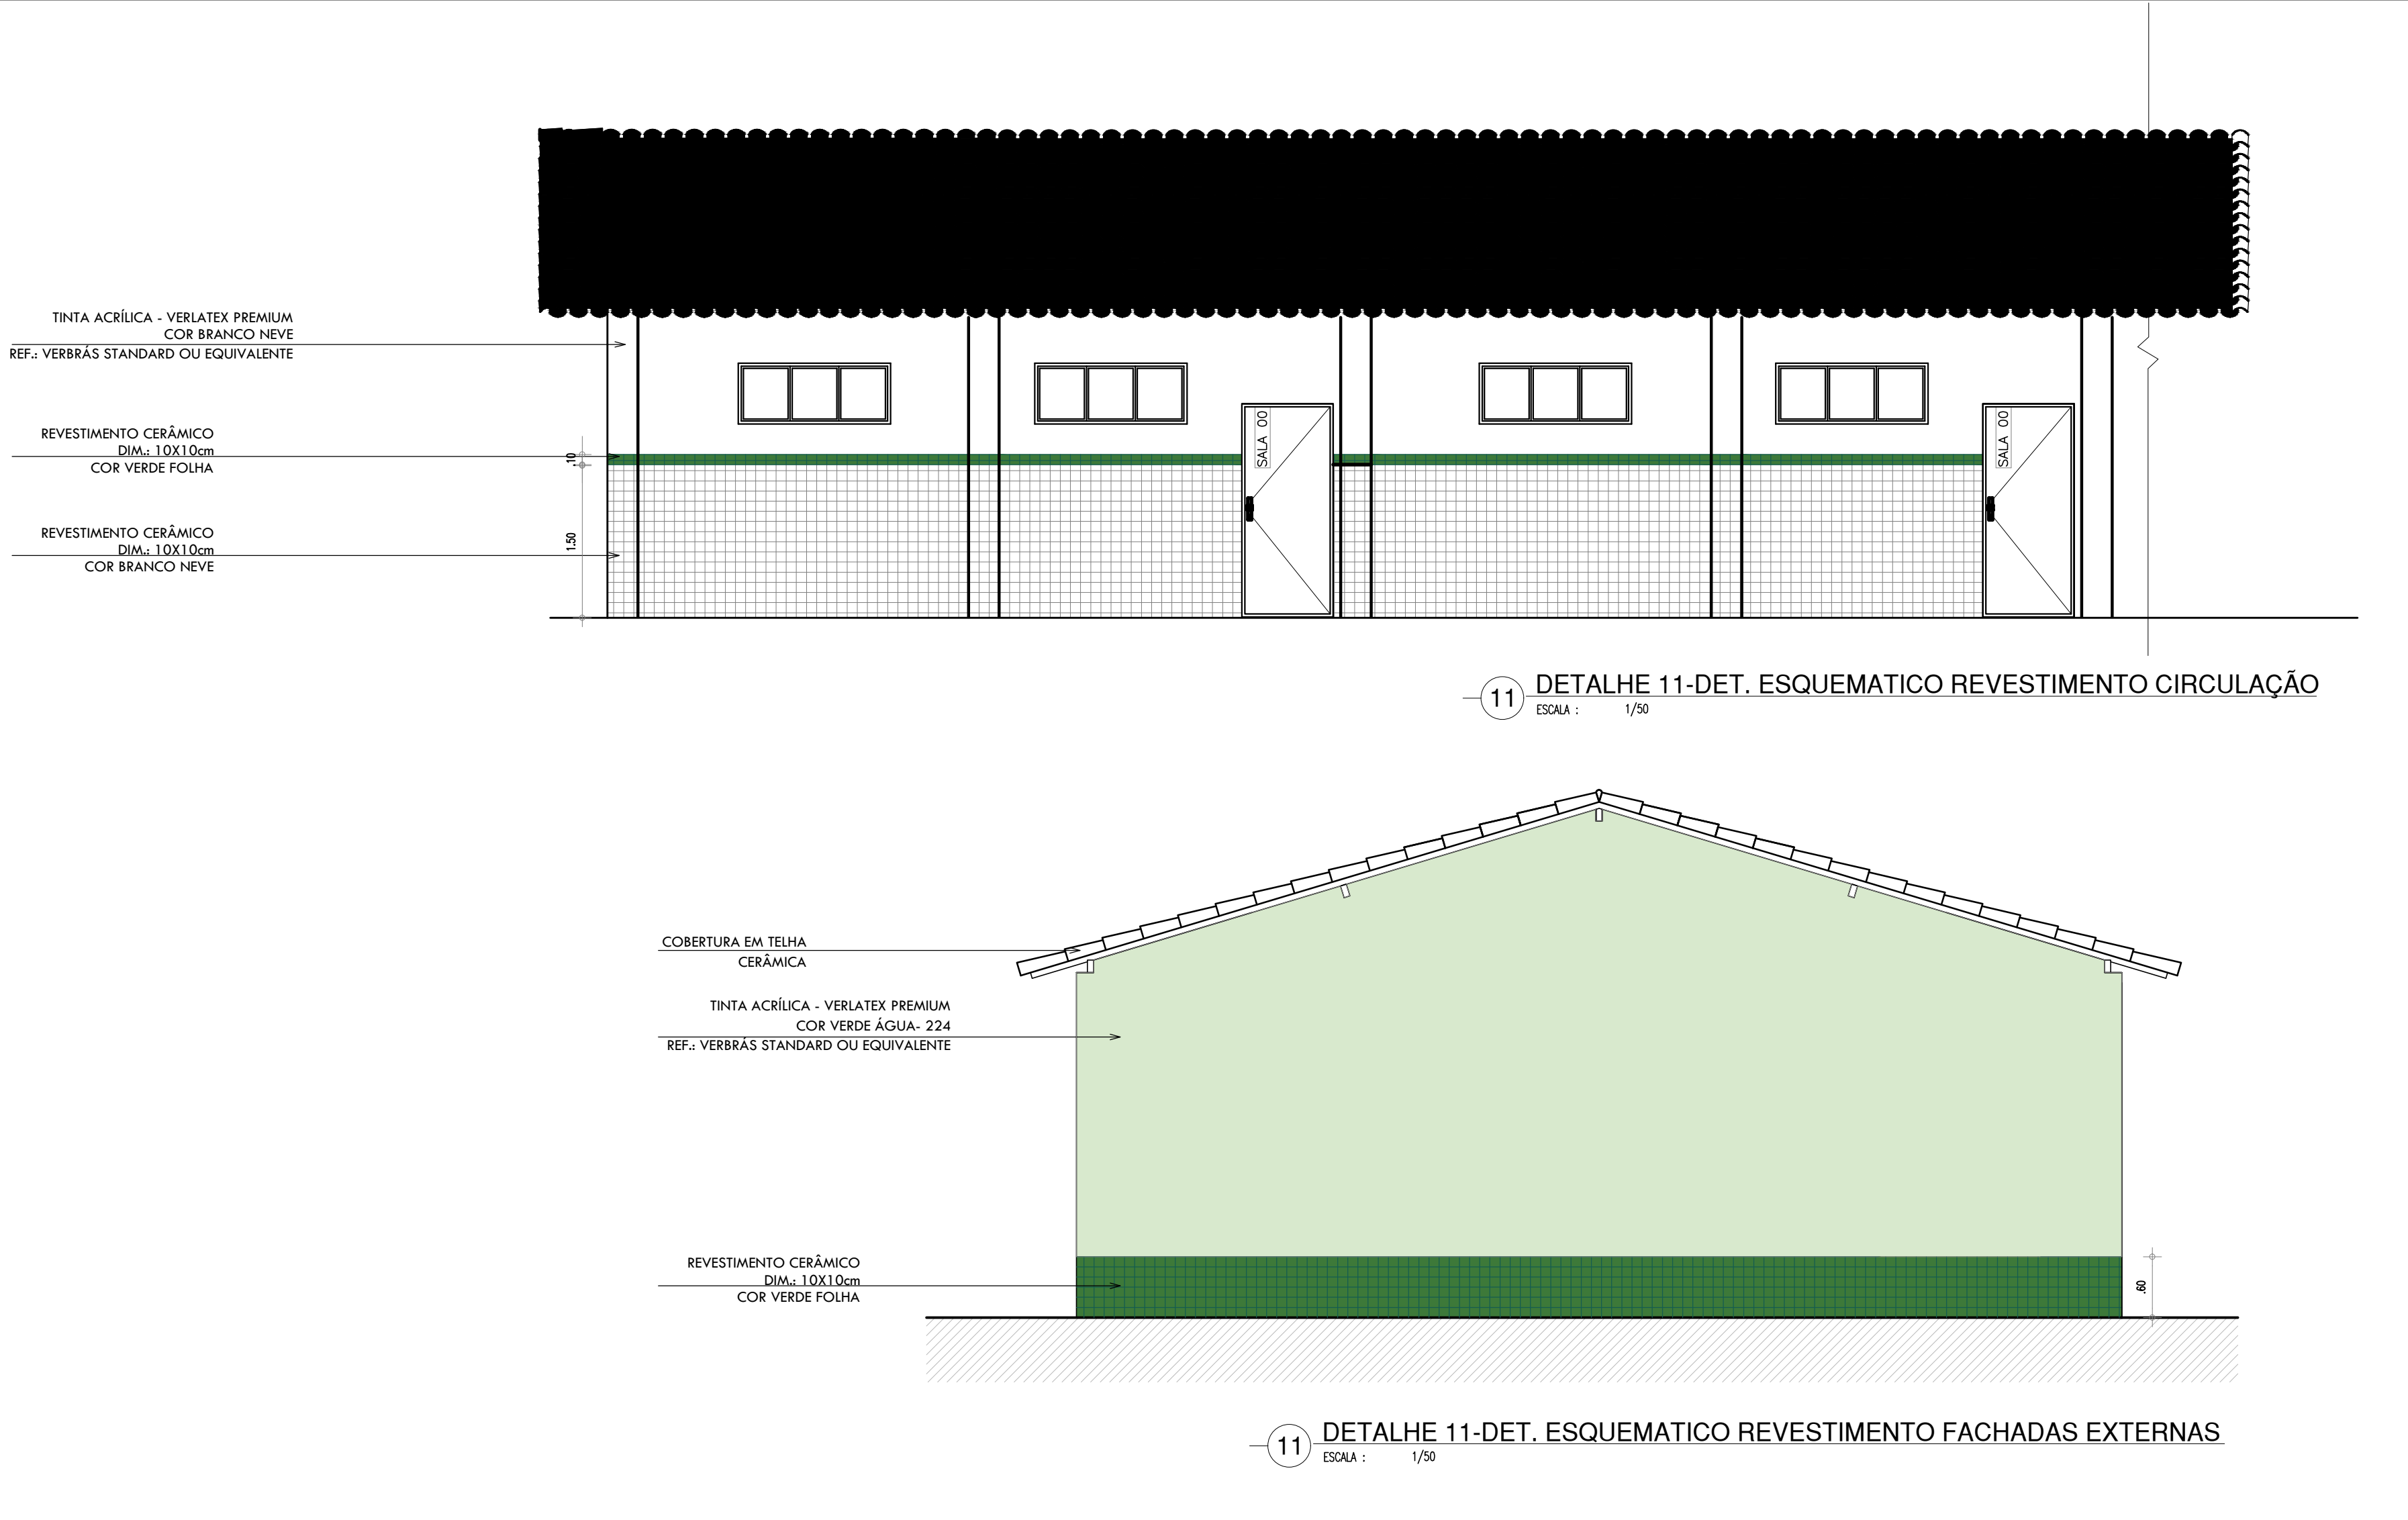 TINTA ACRÍLICA - VERLATEX PREMIUM
COR BRANCO NEVE
REF.: VERBRÁS STANDARD OU EQUIVALENTE
REVESTIMENTO CERÂMICO
DIM.: 10X10cm
COR VERDE FOLHA
.10
REVESTIMENTO CERÂMICO
DIM.: 10X10cm
COR BRANCO NEVE
1.50
SALA 00
SALA 00
11
DETALHE 11-DET. ESQUEMATICO REVESTIMENTO CIRCULAÇÃO
ESCALA : 1/50
COBERTURA EM TELHA
CERÂMICA
TINTA ACRÍLICA - VERLATEX PREMIUM
COR VERDE ÁGUA- 224
REF.: VERBRÁS STANDARD OU EQUIVALENTE
REVESTIMENTO CERÂMICO
DIM.: 10X10cm
COR VERDE FOLHA
.60
11
DETALHE 11-DET. ESQUEMATICO REVESTIMENTO FACHADAS EXTERNAS
ESCALA : 1/50